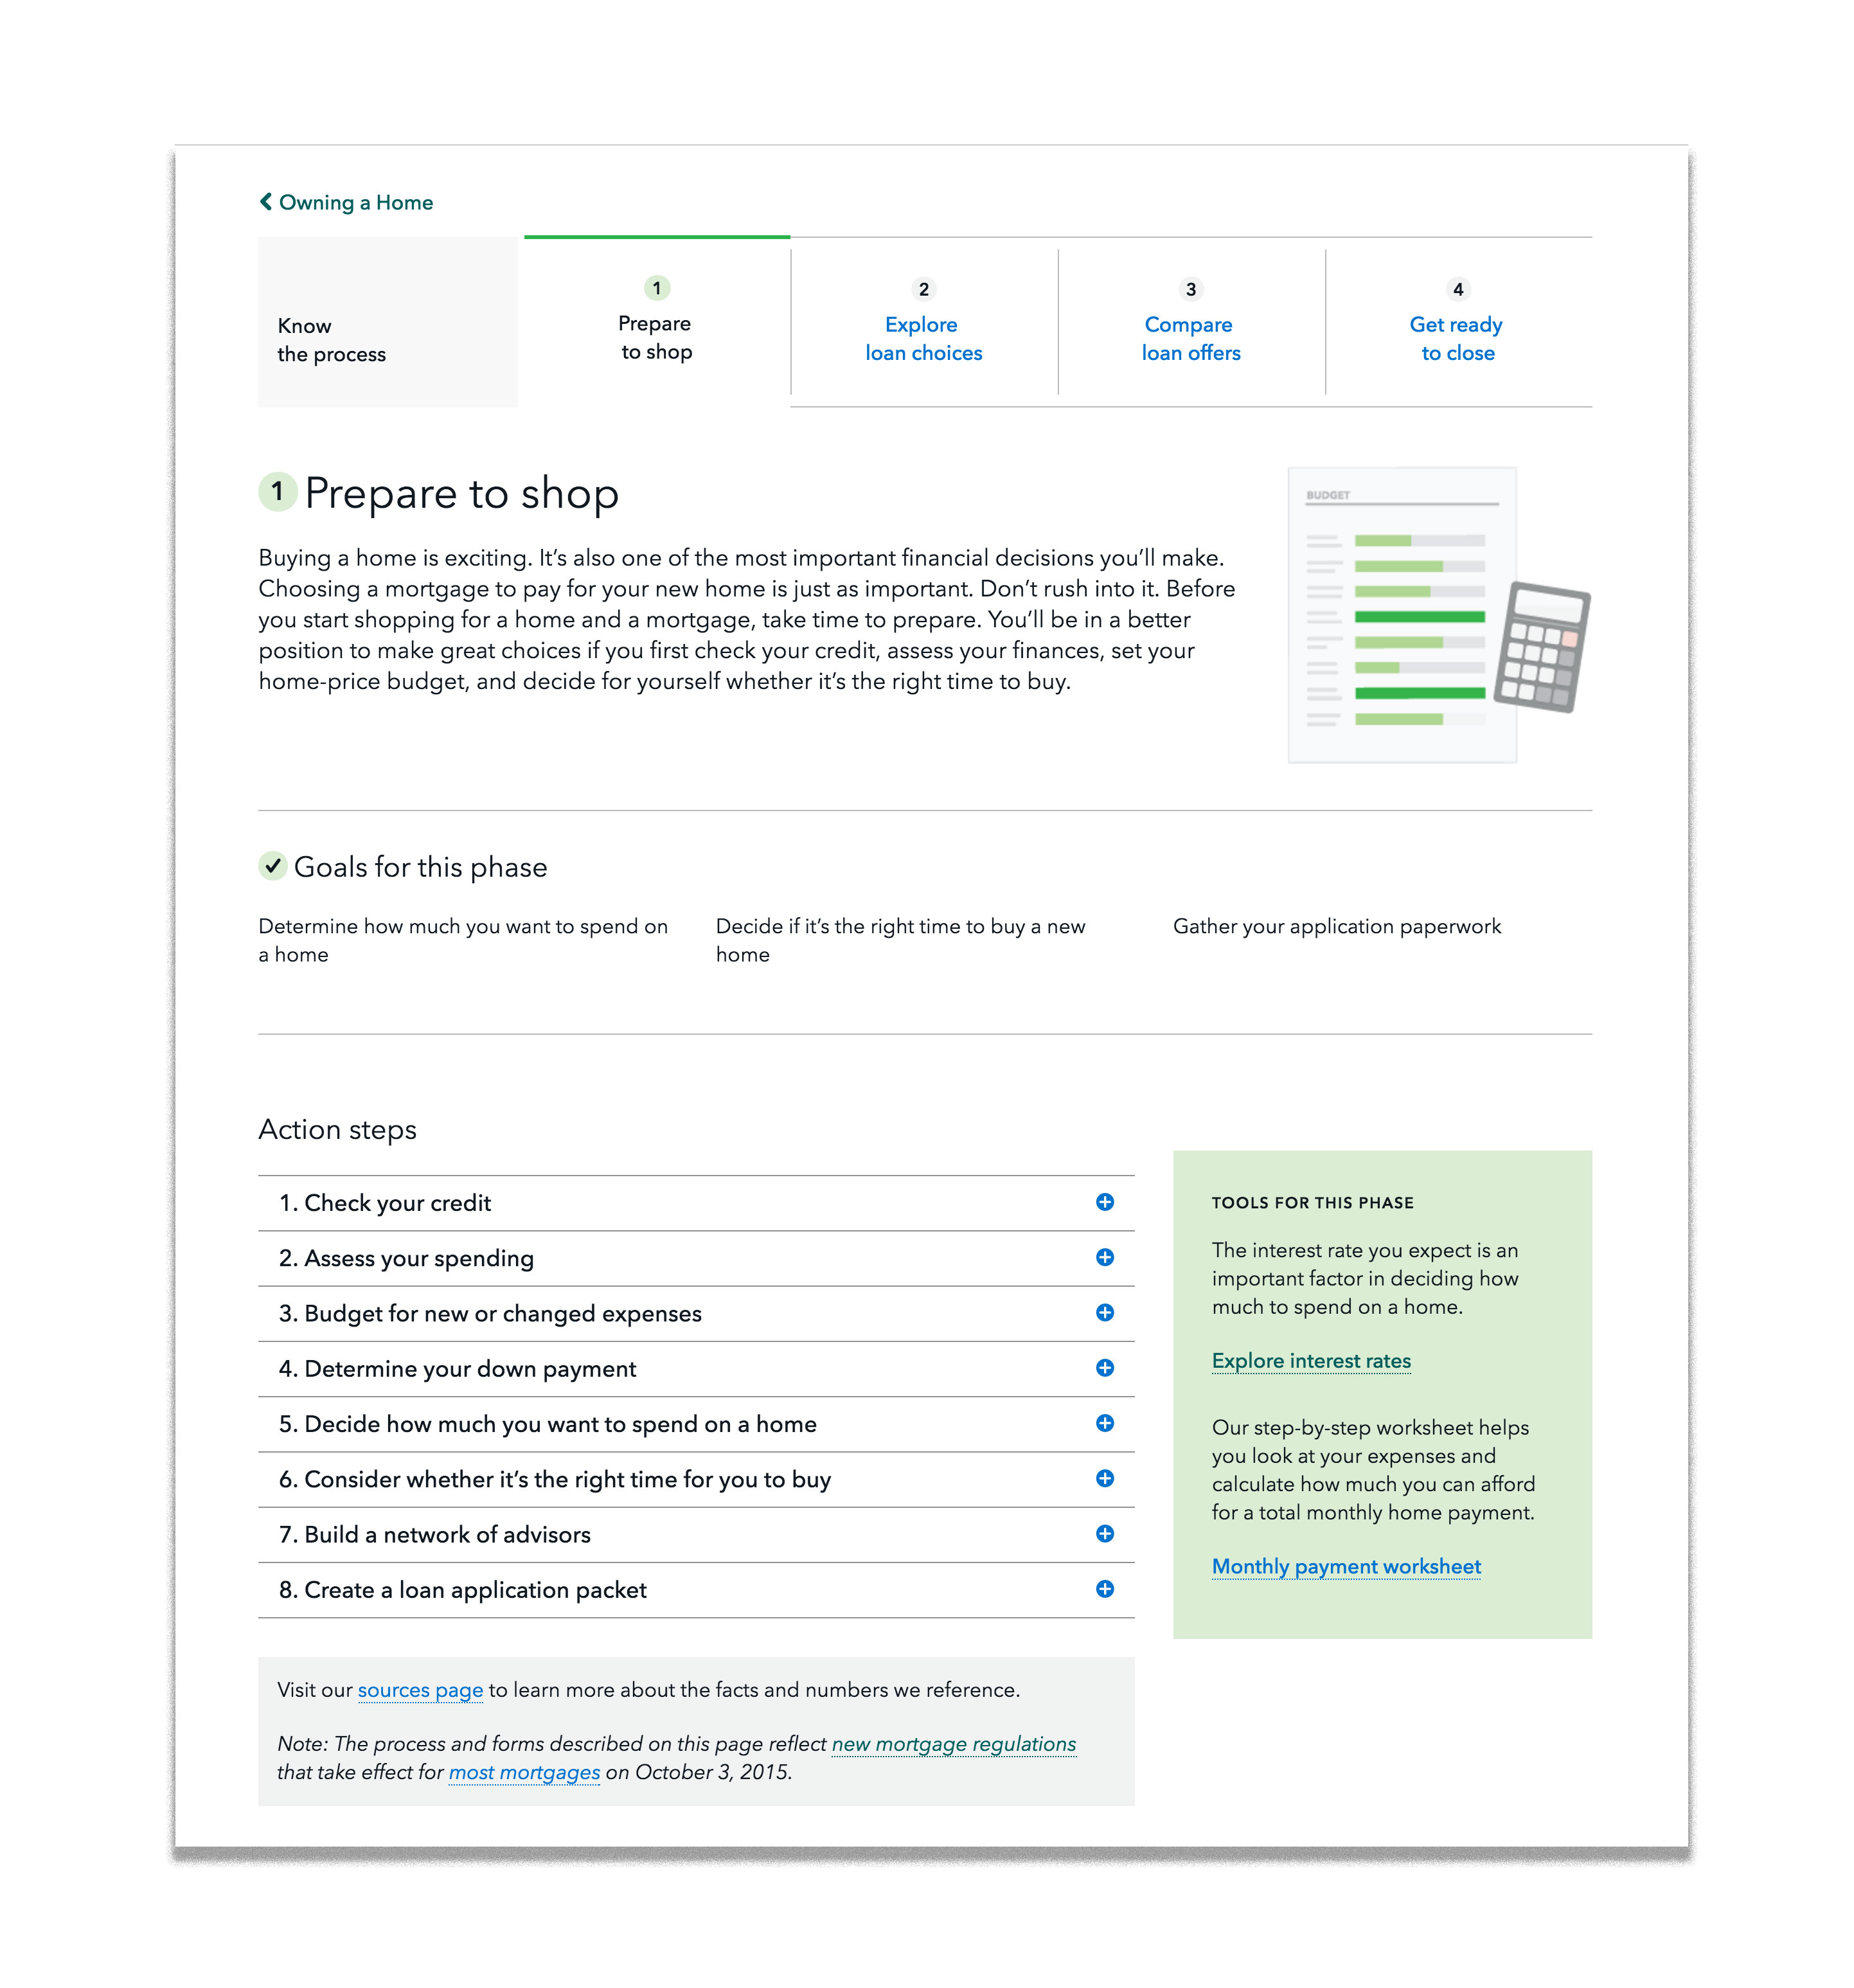 Owning a Home
Know
the process
1
Prepare
to shop
2
Explore
loan choices
3
Compare
loan offers
4
Get ready
to close
1 Prepare to shop
Buying a home is exciting. It’s also one of the most important financial decisions you’ll make.
Choosing a mortgage to pay for your new home is just as important. Don’t rush into it. Before
you start shopping for a home and a mortgage, take time to prepare. You’ll be in a better
position to make great choices if you first check your credit, assess your finances, set your
home-price budget, and decide for yourself whether it’s the right time to buy.
BUDGET
Goals for this phase
Determine how much you want to spend on
a home
Decide if it’s the right time to buy a new
home
Gather your application paperwork
Action steps
1. Check your credit
2. Assess your spending
3. Budget for new or changed expenses
4. Determine your down payment
5. Decide how much you want to spend on a home
6. Consider whether it’s the right time for you to buy
7. Build a network of advisors
8. Create a loan application packet
TOOLS FOR THIS PHASE
The interest rate you expect is an
important factor in deciding how
much to spend on a home.
Explore interest rates
Our step-by-step worksheet helps
you look at your expenses and
calculate how much you can afford
for a total monthly home payment.
Monthly payment worksheet
Visit our sources page to learn more about the facts and numbers we reference.
Note: The process and forms described on this page reflect new mortgage regulations
that take effect for most mortgages on October 3, 2015.